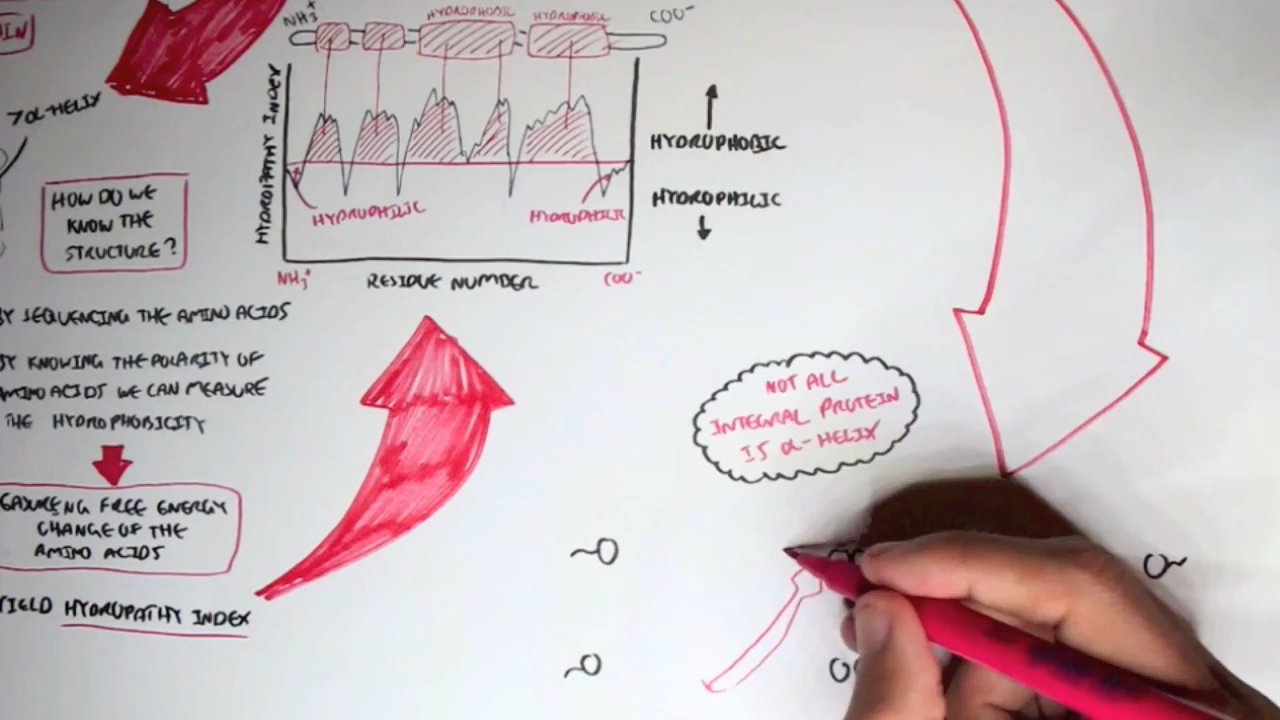 NH3+
HYDROPHOBIC
HYDROPHOBIC
COO-
IN
7 α-HELIX
HYDROPATHY INDEX
HYDROPHOBIC
HYDROPHILIC
HYDROPHILIC
HYDROPHILIC
NH3+
RESIDUE NUMBER
COO-
HOW DO WE
KNOW THE
STRUCTURE?
BY SEQUENCING THE AMINO ACIDS
BY KNOWING THE POLARITY OF
AMINO ACIDS WE CAN MEASURE
THE HYDROPHOBICITY
EASURING FREE ENERGY
CHANGE OF THE
AMINO ACIDS
YIELD HYDROPATHY INDEX
NOT ALL
INTEGRAL PROTEIN
IS α-HELIX